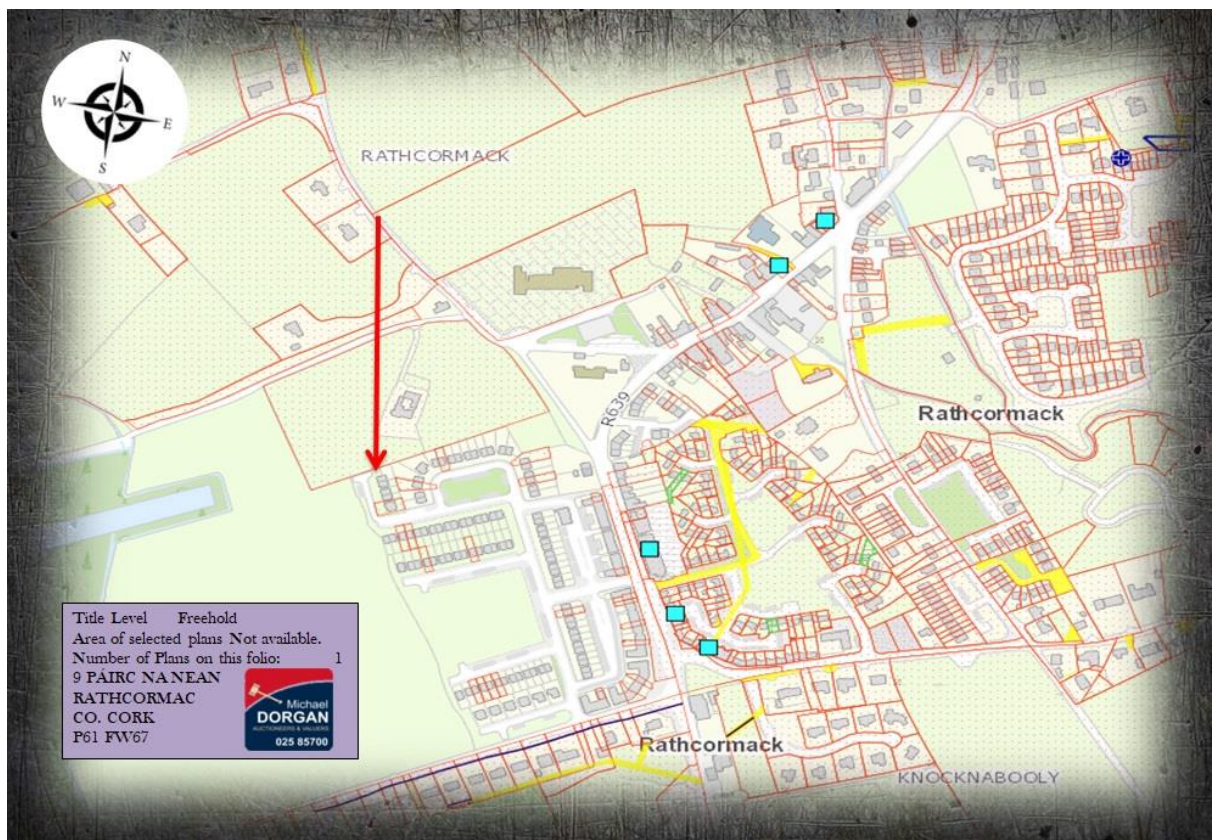 N
W
E
S
RATHCORMACK
R639
Rathcormack
Title Level Freehold
Area of selected plans Not available.
Number of Plans on this folio: 1
9 PÁIRC NA NEAN
RATHCORMAC
CO. CORK
P61 FW67
Michael
DORGAN
AUCTIONEERS & VALUERS
025 85700
Rathcormack
KNOCKNABOOLY